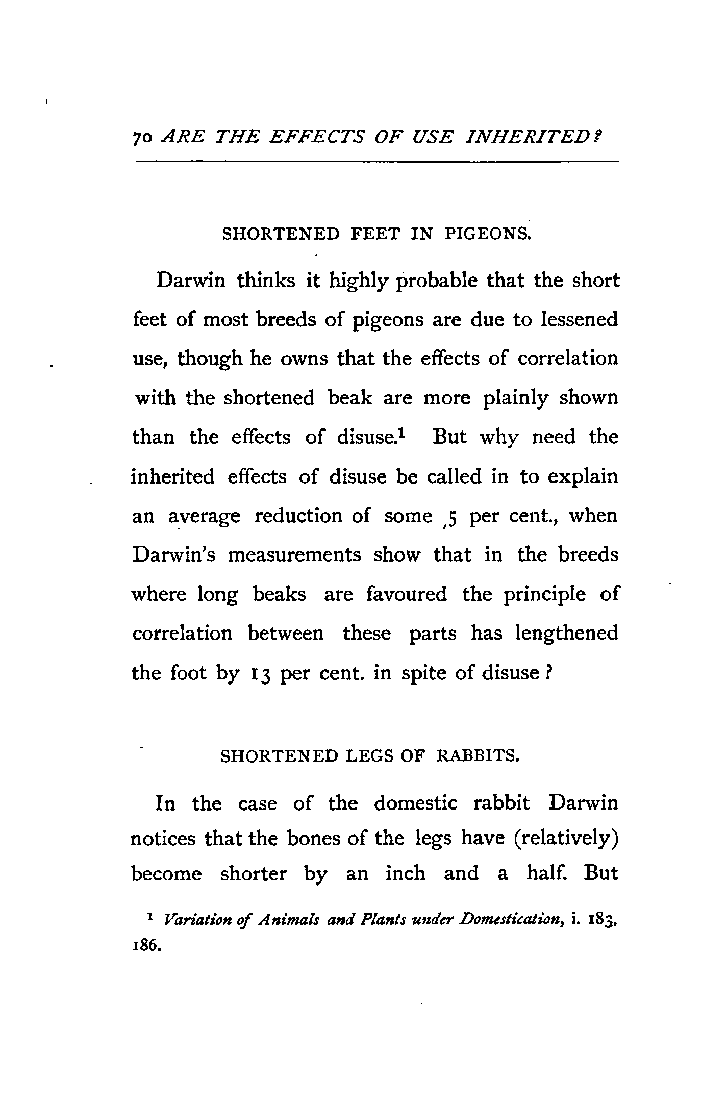 70 ARE THE EFFECTS OF USE INHERITED?
SHORTENED FEET IN PIGEONS.
Darwin thinks it highly probable that the short
feet of most breeds of pigeons are due to lessened
use, though he owns that the effects of correlation
with the shortened beak are more plainly shown
than the effects of disuse.¹ But why need the
inherited effects of disuse be called in to explain
an average reduction of some 5 per cent., when
Darwin's measurements show that in the breeds
where long beaks are favoured the principle of
correlation between these parts has lengthened
the foot by 13 per cent. in spite of disuse?
SHORTENED LEGS OF RABBITS.
In the case of the domestic rabbit Darwin
notices that the bones of the legs have (relatively)
become shorter by an inch and a half. But
¹ Variation of Animals and Plants under Domestication, i. 183,
186.